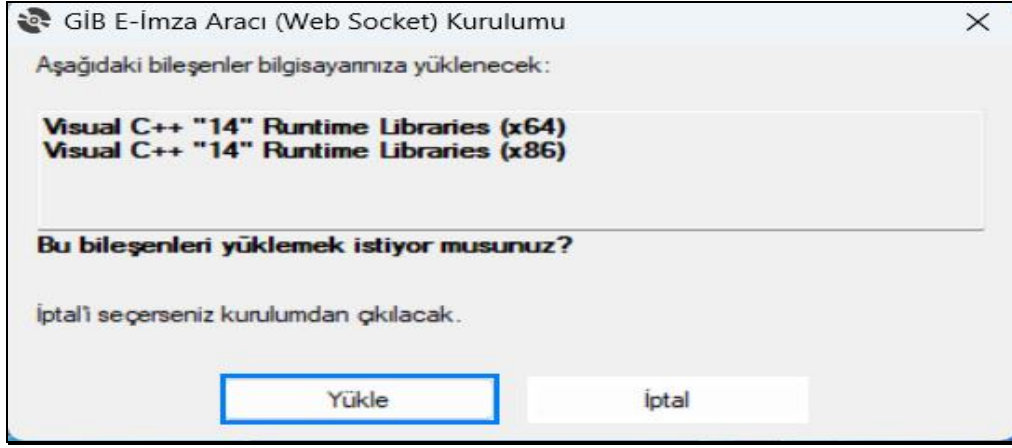 GİB E-İmza Aracı (Web Socket) Kurulumu
Aşağıdaki bileşenler bilgisayarınıza yüklenecek:
Visual C++ "14" Runtime Libraries (x64)
Visual C++ "14" Runtime Libraries (x86)
Bu bileşenleri yüklemek istiyor musunuz?
İptal'i seçerseniz kurulumdan çıkılacak.
Yükle
İptal